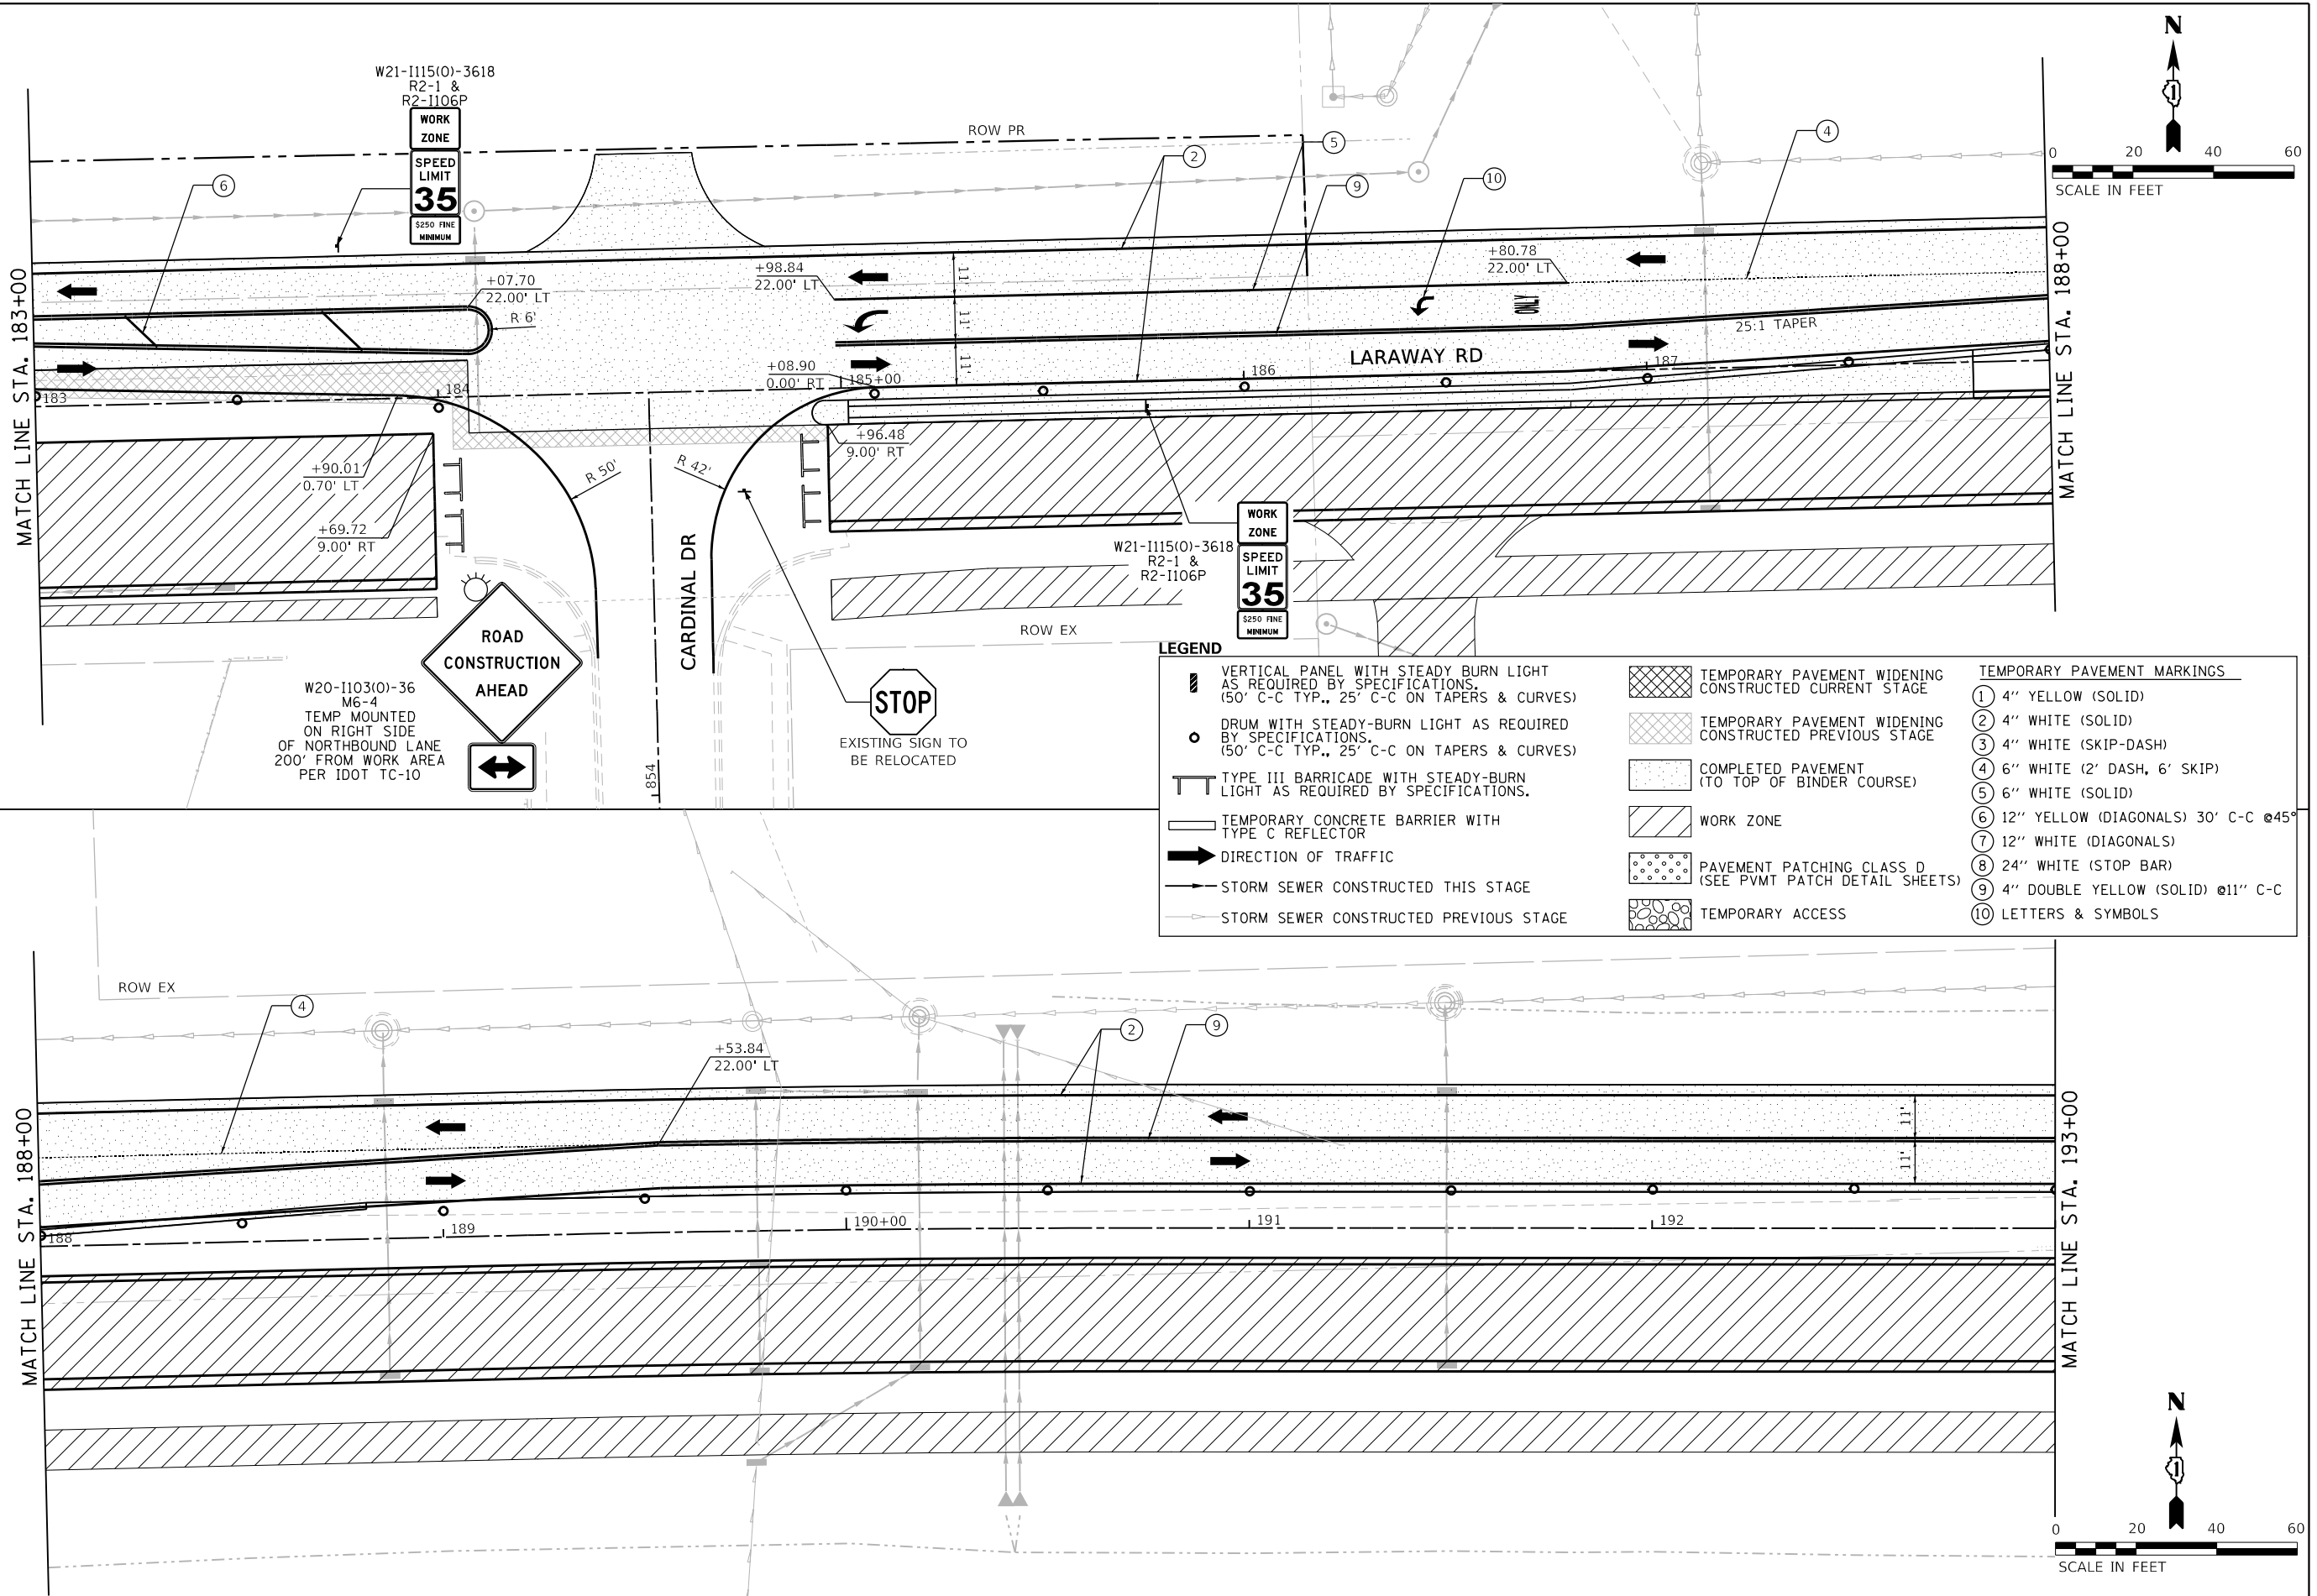 W21-I115(O)-3618
R2-1 &
R2-I106P
WORK
ZONE
SPEED
LIMIT
35
$250 FINE
MINIMUM
ROW PR
6
2
5
9
10
4
N
1
0 20 40 60
SCALE IN FEET
MATCH LINE STA. 183+00
MATCH LINE STA. 188+00
+07.70
22.00' LT
R 6'
+98.84
22.00' LT
11'
11'
11'
+80.78
22.00' LT
ONLY
25:1 TAPER
LARAWAY RD
+08.90
0.00' RT
183
184
185+00
186
187
+96.48
9.00' RT
+90.01
0.70' LT
+69.72
9.00' RT
R 50'
R 42'
CARDINAL DR
854
ROAD
CONSTRUCTION
AHEAD
W20-I103(O)-36
M6-4
TEMP MOUNTED
ON RIGHT SIDE
OF NORTHBOUND LANE
200' FROM WORK AREA
PER IDOT TC-10
STOP
EXISTING SIGN TO
BE RELOCATED
W21-I115(O)-3618
R2-1 &
R2-I106P
WORK
ZONE
SPEED
LIMIT
35
$250 FINE
MINIMUM
ROW EX
LEGEND
VERTICAL PANEL WITH STEADY BURN LIGHT
AS REQUIRED BY SPECIFICATIONS.
(50' C-C TYP., 25' C-C ON TAPERS & CURVES)
DRUM WITH STEADY-BURN LIGHT AS REQUIRED
BY SPECIFICATIONS.
(50' C-C TYP., 25' C-C ON TAPERS & CURVES)
TYPE III BARRICADE WITH STEADY-BURN
LIGHT AS REQUIRED BY SPECIFICATIONS.
TEMPORARY CONCRETE BARRIER WITH
TYPE C REFLECTOR
DIRECTION OF TRAFFIC
STORM SEWER CONSTRUCTED THIS STAGE
STORM SEWER CONSTRUCTED PREVIOUS STAGE
TEMPORARY PAVEMENT WIDENING
CONSTRUCTED CURRENT STAGE
TEMPORARY PAVEMENT WIDENING
CONSTRUCTED PREVIOUS STAGE
COMPLETED PAVEMENT
(TO TOP OF BINDER COURSE)
WORK ZONE
PAVEMENT PATCHING CLASS D
(SEE PVMT PATCH DETAIL SHEETS)
TEMPORARY ACCESS
TEMPORARY PAVEMENT MARKINGS
1 4'' YELLOW (SOLID)
2 4'' WHITE (SOLID)
3 4'' WHITE (SKIP-DASH)
4 6'' WHITE (2' DASH, 6' SKIP)
5 6'' WHITE (SOLID)
6 12'' YELLOW (DIAGONALS) 30' C-C @45°
7 12'' WHITE (DIAGONALS)
8 24'' WHITE (STOP BAR)
9 4'' DOUBLE YELLOW (SOLID) @11'' C-C
10 LETTERS & SYMBOLS
ROW EX
4
+53.84
22.00' LT
2
9
11'
11'
MATCH LINE STA. 188+00
MATCH LINE STA. 193+00
188
189
190+00
191
192
N
1
0 20 40 60
SCALE IN FEET